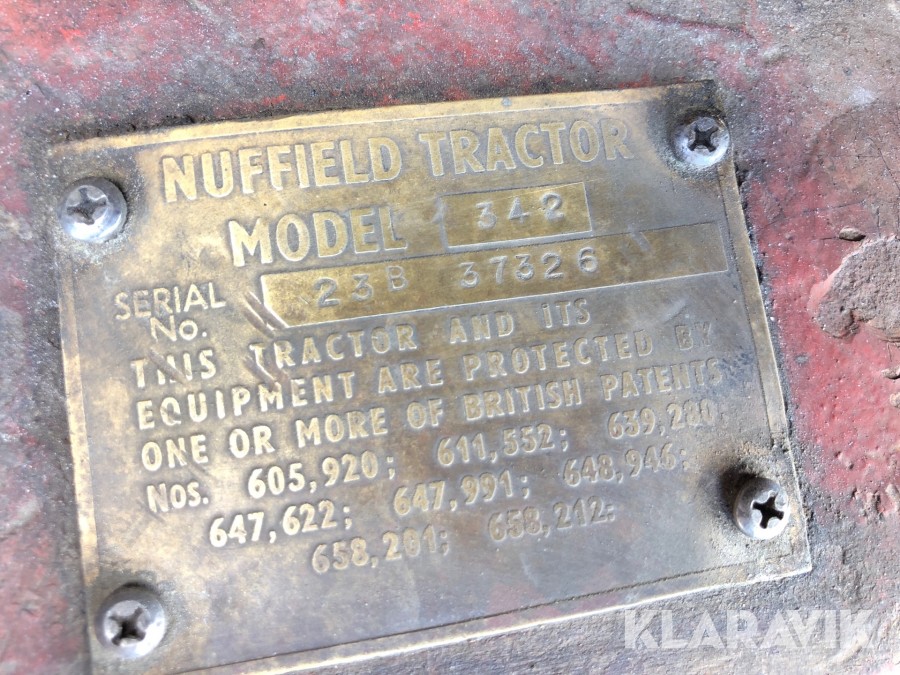 NUFFIELD TRACTOR
MODEL 342
SERIAL No. 23B 37326
THIS TRACTOR AND ITS
EQUIPMENT ARE PROTECTED BY
ONE OR MORE OF BRITISH PATENTS
Nos. 605,920; 611,552; 639,280;
647,622; 647,991; 648,946;
658,201; 658,212;
KLARAVIK